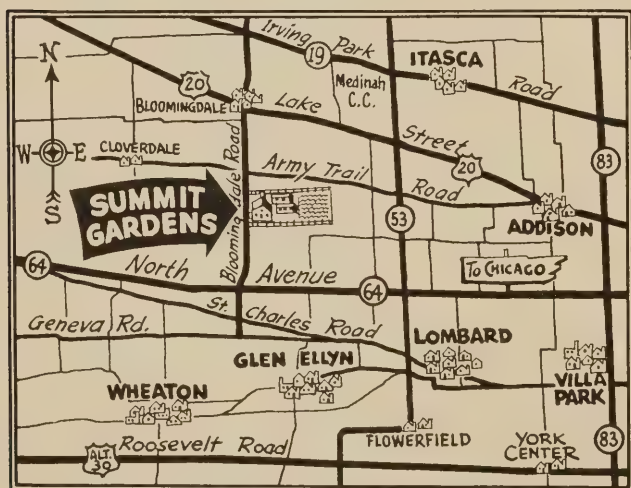 N
W
E
S
Irving Park
19
Road
ITASCA
Medinah
C.C.
20
BLOOMINGDALE
Lake
Street
20
83
CLOVERDALE
Army Trail
Road
ADDISON
SUMMIT
GARDENS
Bloomingdale Road
53
64
North
Avenue
64
To CHICAGO
St. Charles Road
Geneva Rd.
GLEN ELLYN
LOMBARD
VILLA
PARK
WHEATON
FLOWERFIELD
YORK
CENTER
83
ALT.
30
Roosevelt Road